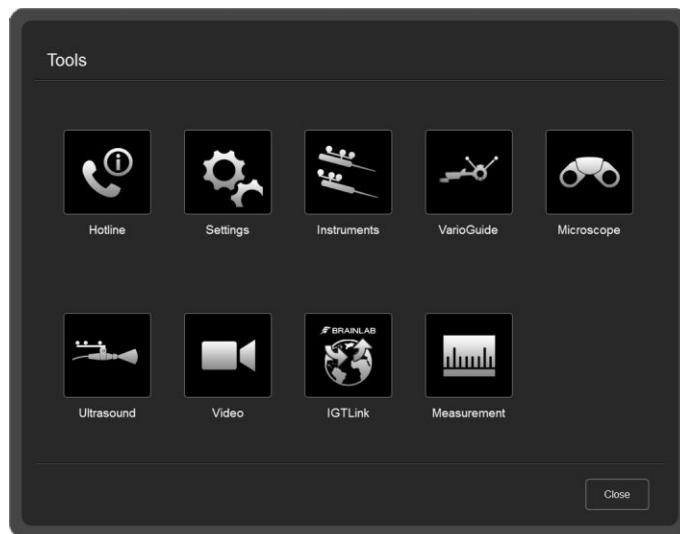 Tools
Hotline
Settings
Instruments
VarioGuide
Microscope
BRAINLAB
Ultrasound
Video
IGTLink
Measurement
Close